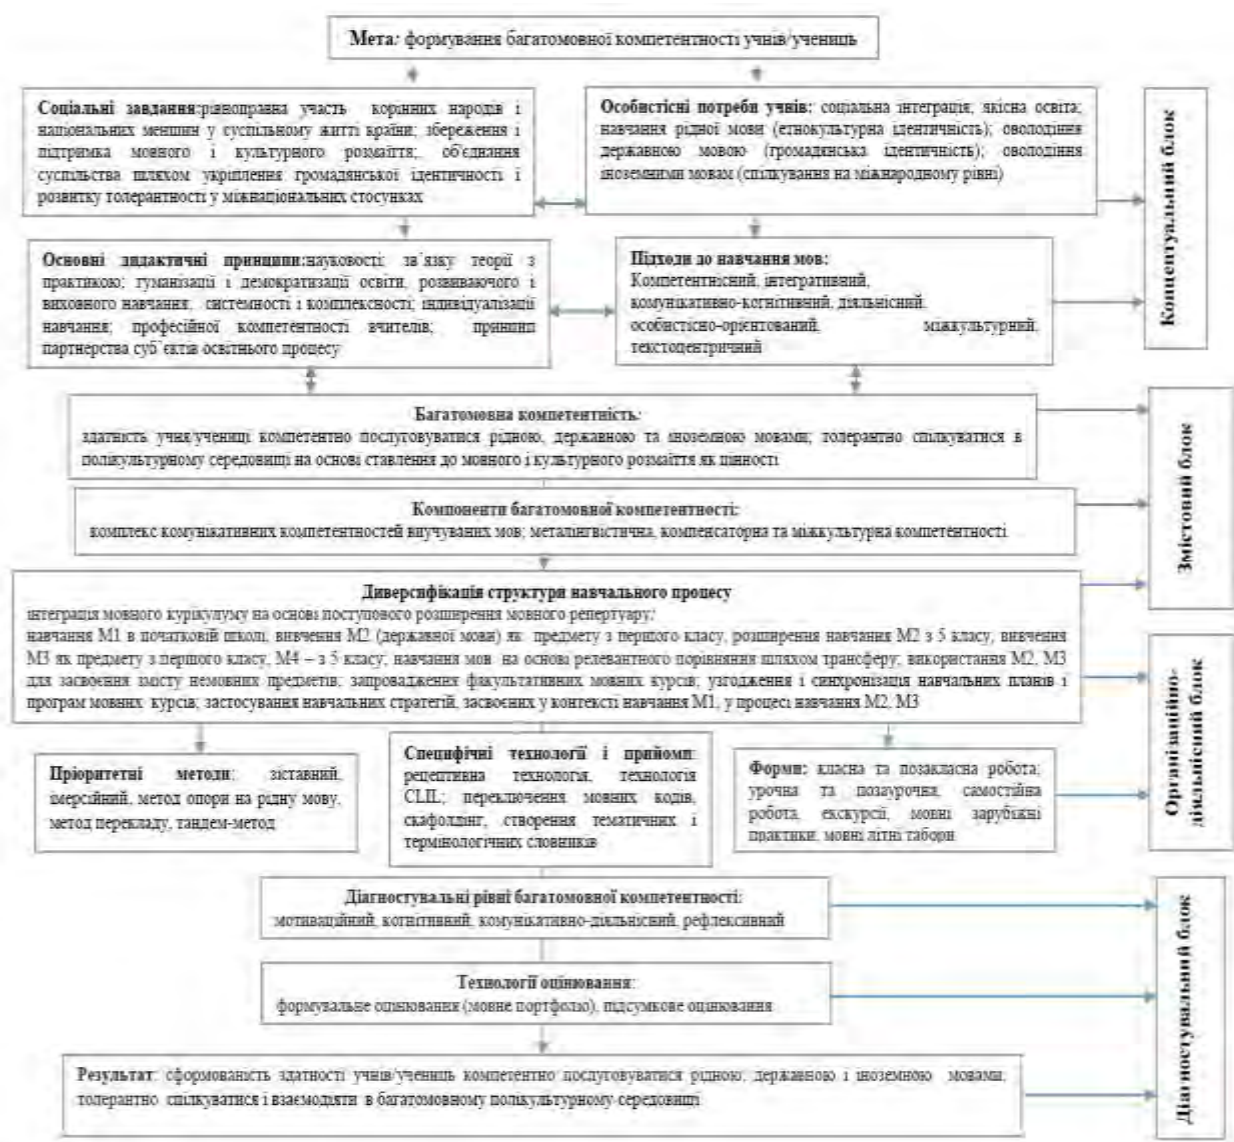 Мета: формування багатомовної компетентності учнів/учениць
Соціальні завдання:рівноправна участь корінних народів і
національних меншин у суспільному житті країни; збереження і
підтримка мовного і культурного розмаїття; об'єднання
суспільства шляхом укріплення громадянської ідентичності і
розвитку толерантності у міжнаціональних стосунках
Особистісні потреби учнів: соціальна інтеграція, якісна освіта;
навчання рідної мови (етнокультурна ідентичність); оволодіння
державною мовою (громадянська ідентичність); оволодіння
іноземними мовам (спілкування на міжнародному рівні)
Концептуальний блок
Основні дидактичні принципи:науковості; зв`язку теорії з
практикою; гуманізації і демократизації освіти, розвиваючого і
виховного навчання, системності і комплексності; індивідуалізації
навчання; професійної компетентності вчителів; принцип
партнерства суб`єктів освітнього процесу
Підходи до навчання мов:
Компетентнісний, інтегративний,
комунікативно-когнітивний, діяльнісний,
особистісно-орієнтований, міжкультурний,
текстоцентричний
Багатомовна компетентність:
здатність учня/учениці компетентно послуговуватися рідною, державною та іноземною мовами; толерантно спілкуватися в
полікультурному середовищі на основі ставлення до мовного і культурного розмаїття як цінності
Змістовий блок
Компоненти багатомовної компетентності:
комплекс комунікативних компетентностей виучуваних мов; металінгвістична, компенсаторна та міжкультурна компетентності
Диверсифікація структури навчального процесу
інтеграція мовного курікулуму на основі поступового розширення мовного репертуару:
навчання М1 в початковій школі, вивчення М2 (державної мови) як предмету з першого класу, розширення навчання М2 з 5 класу, вивчення
М3 як предмету з першого класу, М4 – з 5 класу; навчання мов на основі релевантного порівняння шляхом трансферу; використання М2, М3
для засвоєння змісту немовних предметів; запровадження факультативних мовних курсів; узгодження і синхронізація навчальних планів і
програм мовних курсів; застосування навчальних стратегій, засвоєних у контексті навчання М1, у процесі навчання М2, М3
Організаційно-
діяльнісний блок
Пріоритетні методи: зіставний,
імерсійний, метод опори на рідну мову,
метод перекладу, тандем-метод
Специфічні технології і прийоми:
рецептивна технологія, технологія
CLIL; переключення мовних кодів,
скафолдінг, створення тематичних і
термінологічних словників
Форми: класна та позакласна робота;
урочна та позаурочна, самостійна
робота, екскурсії, мовні зарубіжні
практики, мовні літні табори
Діагностувальні рівні багатомовної компетентності:
мотиваційний, когнітивний, комунікативно-діяльнісний, рефлексивний
Діагностувальний блок
Технології оцінювання:
формувальне оцінювання (мовне портфоліо), підсумкове оцінювання
Результат: сформованість здатності учнів/учениць компетентно послуговуватися рідною, державною і іноземною мовами;
толерантно спілкуватися і взаємодіяти в багатомовному полікультурному середовищі